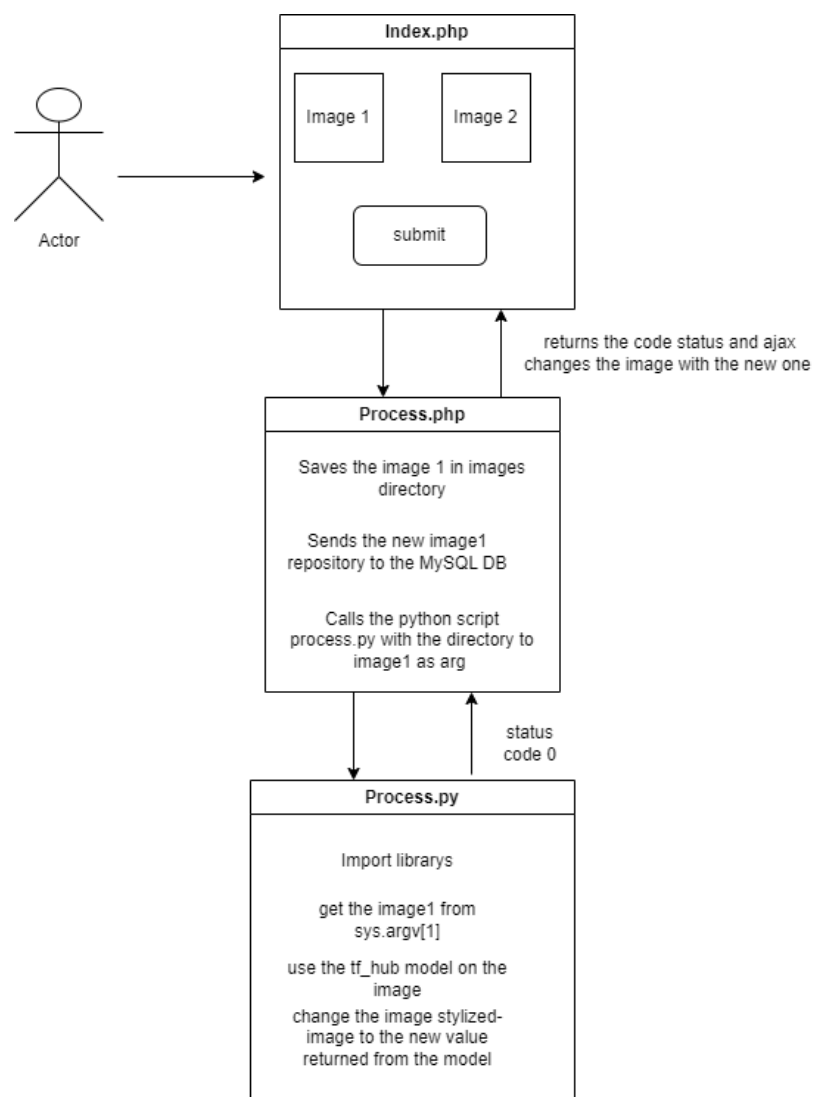 Index.php
Image 1
Image 2
submit
Actor
returns the code status and ajax
changes the image with the new one
Process.php
Saves the image 1 in images
directory
Sends the new image1
repository to the MySQL DB
Calls the python script
process.py with the directory to
image1 as arg
status
code 0
Process.py
Import librarys
get the image1 from
sys.argv[1]
use the tf_hub model on the
image
change the image stylized-
image to the new value
returned from the model